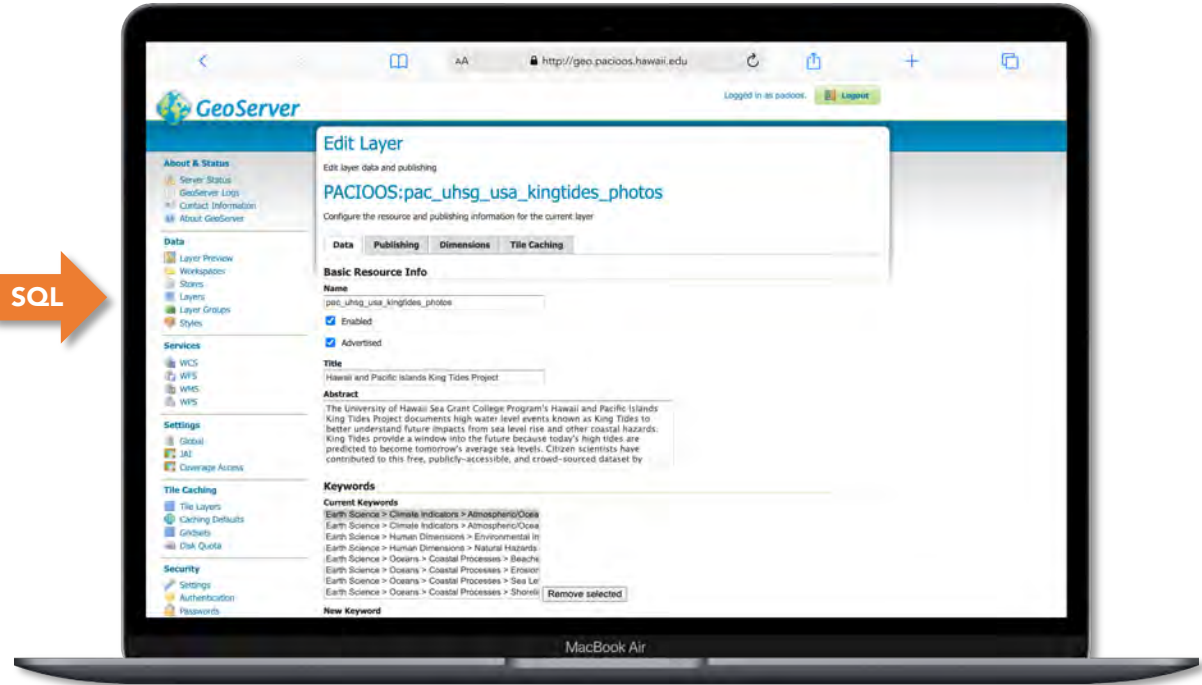 AA
http://geo.pacioos.hawaii.edu
GeoServer
Logged in as pacioos.
Logout
Edit Layer
Edit layer data and publishing
PACIOOS:pac_uhsg_usa_kingtides_photos
Configure the resource and publishing information for the current layer
Data Publishing Dimensions Tile Caching
Basic Resource Info
Name
pac_uhsg_usa_kingtides_photos
Enabled
Advertised
Title
Hawaii and Pacific Islands King Tides Project
Abstract
The University of Hawaii Sea Grant College Program's Hawaii and Pacific Islands
King Tides Project documents high water level events known as King Tides to
better understand future impacts from sea level rise and other coastal hazards.
King Tides provide a window into the future because today's high tides are
predicted to become tomorrow's average sea levels. Citizen scientists have
contributed to this free, publicly-accessible, and crowd-sourced dataset by
Keywords
Current Keywords
Earth Science > Climate Indicators > Atmospheric/Ocea
Earth Science > Climate Indicators > Atmospheric/Ocea
Earth Science > Human Dimensions > Environmental Im
Earth Science > Human Dimensions > Natural Hazards
Earth Science > Oceans > Coastal Processes > Beache
Earth Science > Oceans > Coastal Processes > Erosion
Earth Science > Oceans > Coastal Processes > Sea Le
Earth Science > Oceans > Coastal Processes > Shoreli
Remove selected
New Keyword
About & Status
Server Status
GeoServer Logs
Contact Information
About GeoServer
Data
Layer Preview
Workspaces
Stores
Layers
Layer Groups
Styles
Services
WCS
WFS
WMS
WPS
Settings
Global
JAI
Coverage Access
Tile Caching
Tile Layers
Caching Defaults
Gridsets
Disk Quota
Security
Settings
Authentication
Passwords
SQL
MacBook Air